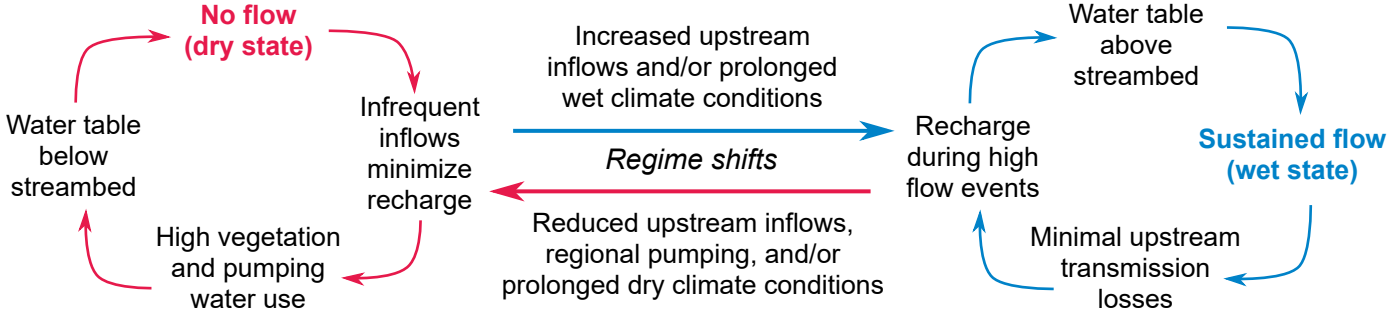 No flow
(dry state)
Infrequent
inflows
minimize
recharge
High vegetation
and pumping
water use
Water table
below
streambed
Increased upstream
inflows and/or prolonged
wet climate conditions
Regime shifts
Reduced upstream inflows,
regional pumping, and/or
prolonged dry climate conditions
Water table
above
streambed
Sustained flow
(wet state)
Minimal upstream
transmission
losses
Recharge
during high
flow events